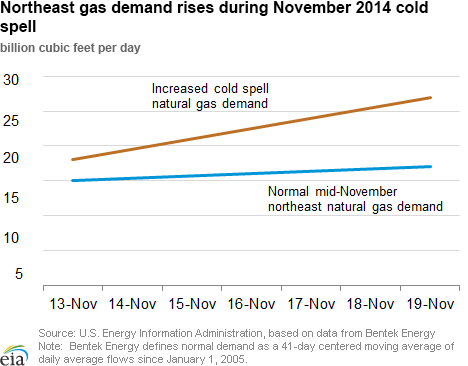 Northeast gas demand rises during November 2014 cold
spell
billion cubic feet per day
30
25
20
15
10
5
Increased cold spell
natural gas demand
Normal mid-November
northeast natural gas demand
13-Nov 14-Nov 15-Nov 16-Nov 17-Nov 18-Nov 19-Nov
Source: U.S. Energy Information Administration, based on data from Bentek Energy
Note: Bentek Energy defines normal demand as a 41-day centered moving average of
daily average flows since January 1, 2005.
eia